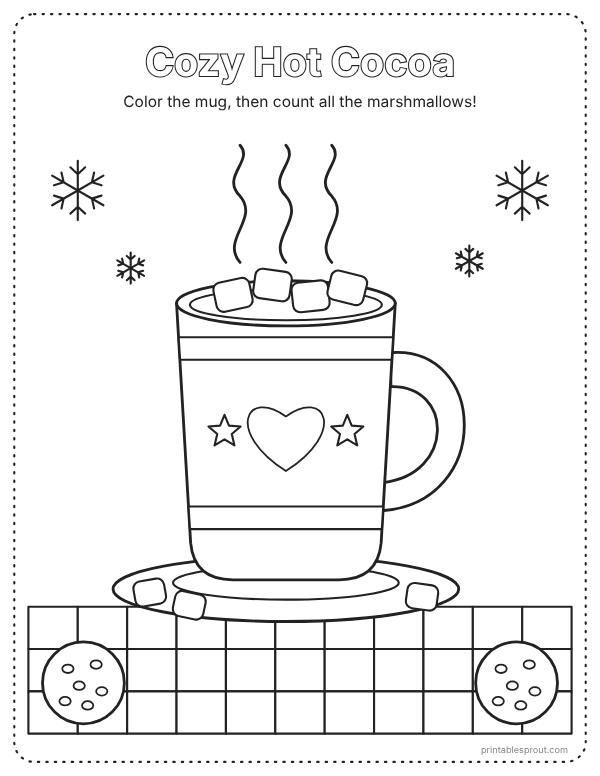 Cozy Hot Cocoa
Color the mug, then count all the marshmallows!
printablesprout.com